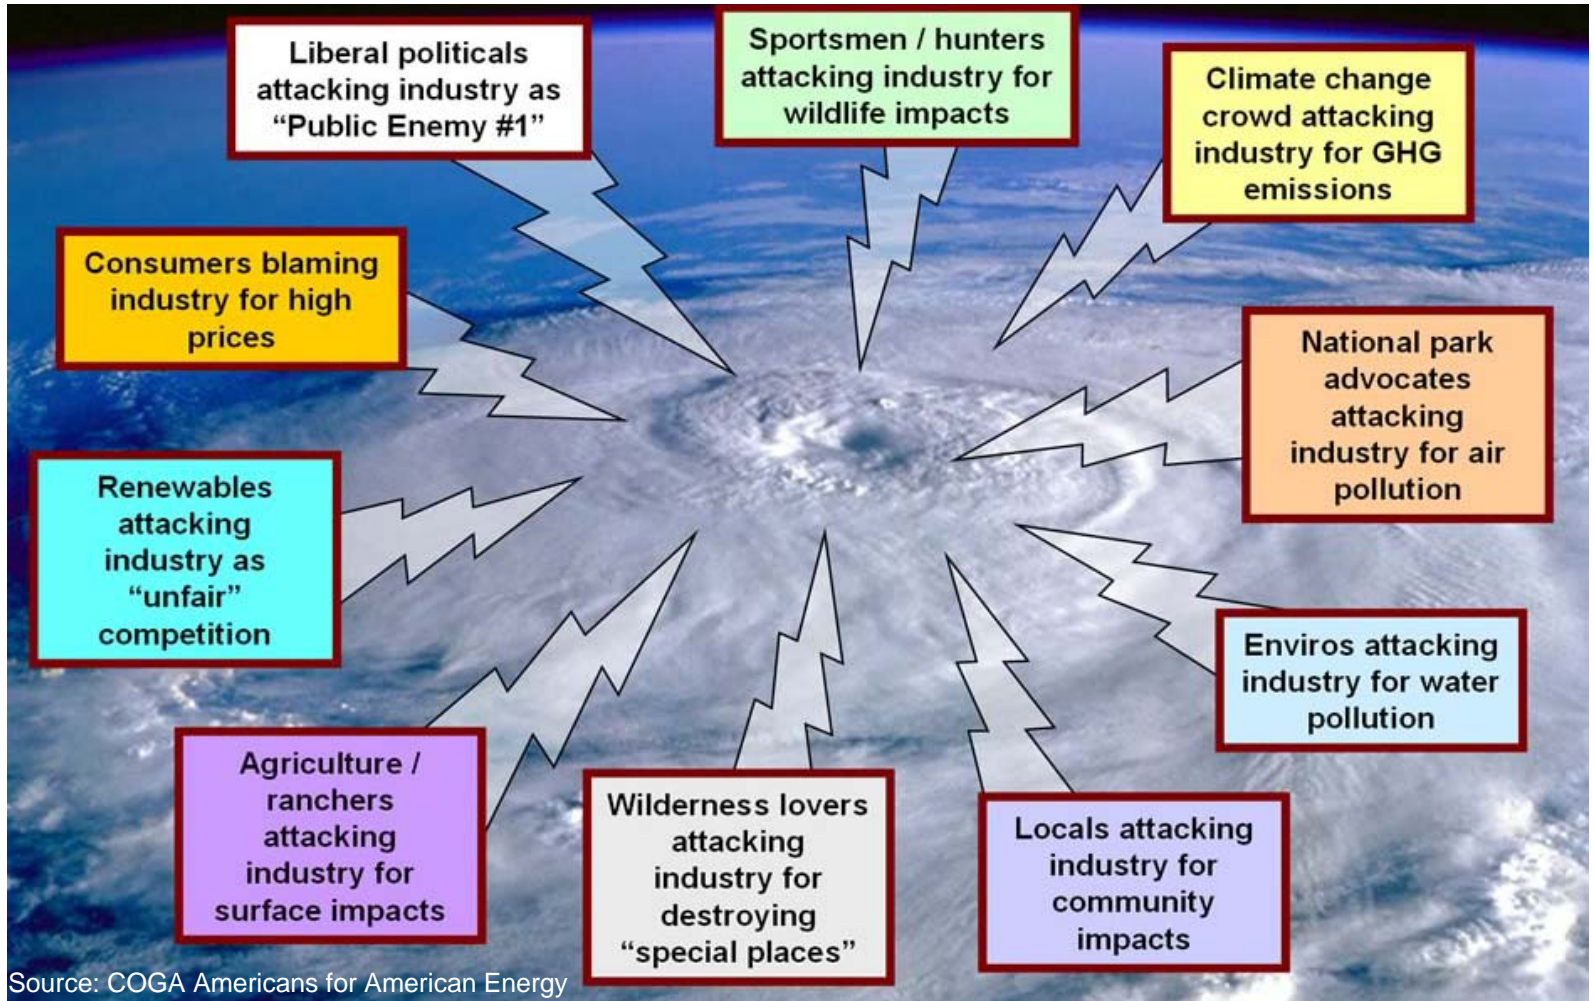 Liberal politicals
attacking industry as
“Public Enemy #1”
Sportsmen / hunters
attacking industry for
wildlife impacts
Climate change
crowd attacking
industry for GHG
emissions
Consumers blaming
industry for high
prices
National park
advocates
attacking
industry for air
pollution
Renewables
attacking
industry as
“unfair”
competition
Enviros attacking
industry for water
pollution
Agriculture /
ranchers
attacking
industry for
surface impacts
Wilderness lovers
attacking
industry for
destroying
“special places”
Locals attacking
industry for
community
impacts
Source: COGA Americans for American Energy